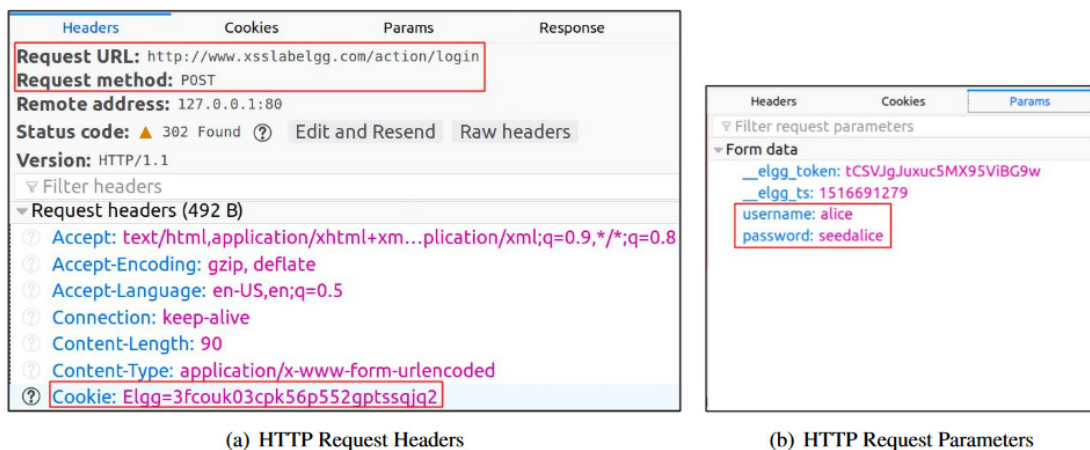 Headers Cookies Params Response
Request URL: http://www.xsslabelgg.com/action/login
Request method: POST
Remote address: 127.0.0.1:80
Status code: 302 Found ? Edit and Resend Raw headers
Version: HTTP/1.1
Filter headers
Request headers (492 B)
? Accept: text/html,application/xhtml+xm…plication/xml;q=0.9,*/*;q=0.8
? Accept-Encoding: gzip, deflate
? Accept-Language: en-US,en;q=0.5
? Connection: keep-alive
? Content-Length: 90
? Content-Type: application/x-www-form-urlencoded
? Cookie: Elgg=3fcouk03cpk56p552gptssqjq2
(a) HTTP Request Headers
Headers Cookies Params
Filter request parameters
Form data
__elgg_token: tCSVJgJuxuc5MX95ViBG9w
__elgg_ts: 1516691279
username: alice
password: seedalice
(b) HTTP Request Parameters